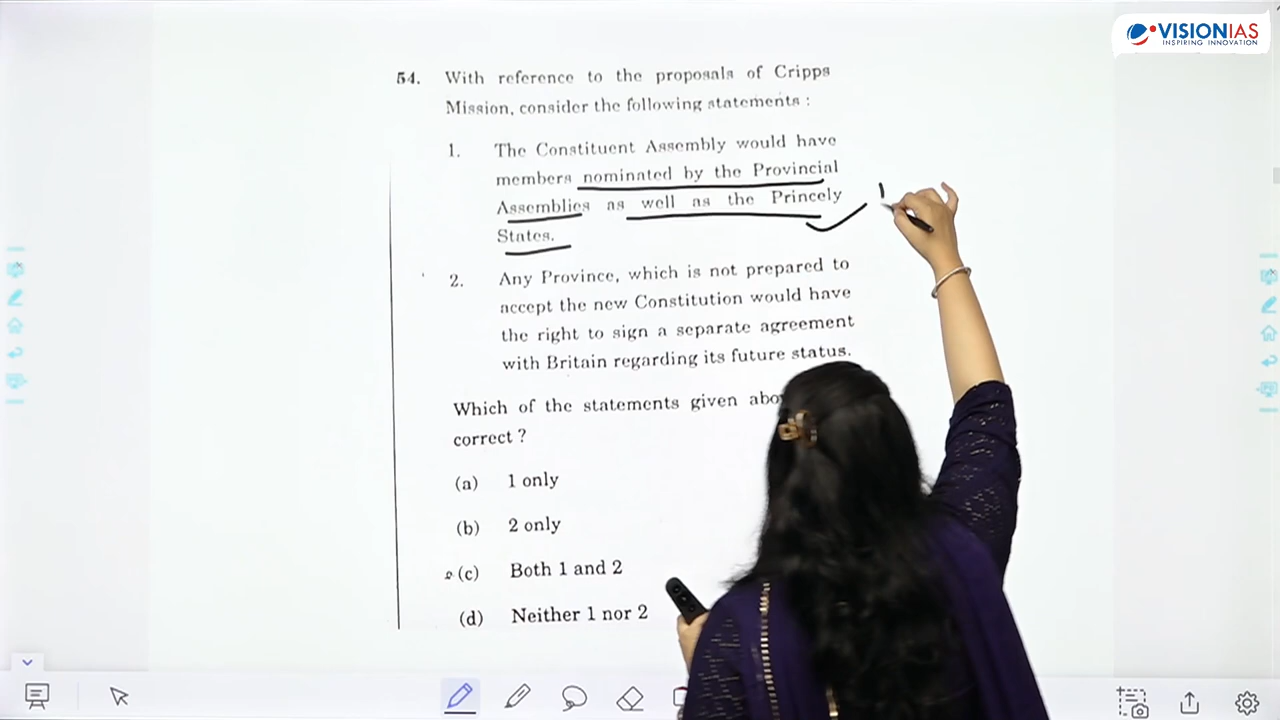 VISIONIAS
INSPIRING INNOVATION
54. With reference to the proposals of Cripps
Mission, consider the following statements :
1. The Constituent Assembly would have
members nominated by the Provincial
Assemblies as well as the Princely
States.
2. Any Province, which is not prepared to
accept the new Constitution would have
the right to sign a separate agreement
with Britain regarding its future status.
Which of the statements given
correct ?
(a) 1 only
(b) 2 only
(c) Both 1 and 2
(d) Neither 1 nor 2